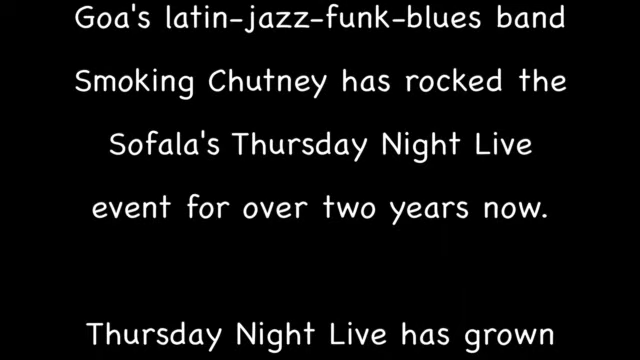 Goa's latin-jazz-funk-blues band
Smoking Chutney has rocked the
Sofala's Thursday Night Live
event for over two years now.
Thursday Night Live has grown